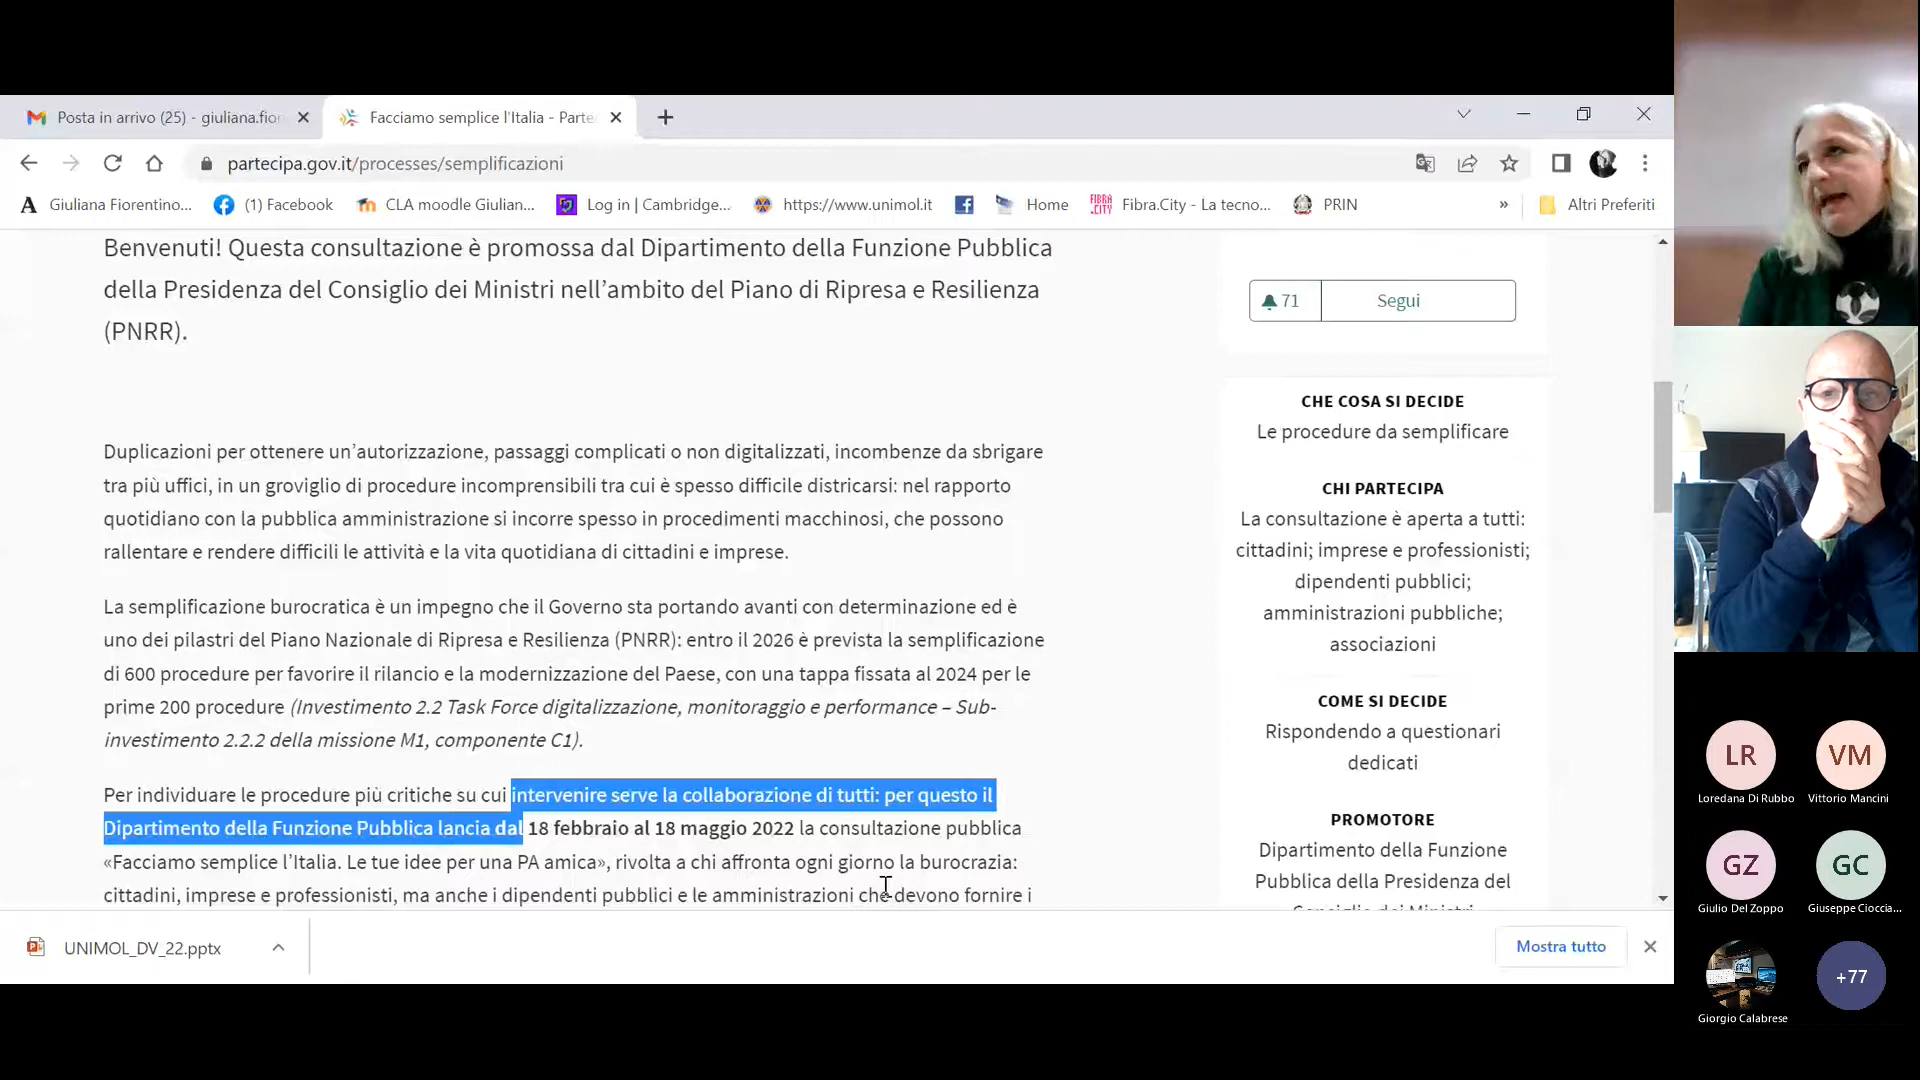 Posta in arrivo (25) - giuliana.fior
Facciamo semplice l'Italia - Parte
partecipa.gov.it/processes/semplificazioni
A Giuliana Fiorentino...
(1) Facebook
CLA moodle Giulian...
Log in | Cambridge...
https://www.unimol.it
Home
FIBRA.CITY
Fibra.City - La tecno...
PRIN
»
Altri Preferiti
Benvenuti! Questa consultazione è promossa dal Dipartimento della Funzione Pubblica
della Presidenza del Consiglio dei Ministri nell’ambito del Piano di Ripresa e Resilienza
(PNRR).
Duplicazioni per ottenere un’autorizzazione, passaggi complicati o non digitalizzati, incombenze da sbrigare
tra più uffici, in un groviglio di procedure incomprensibili tra cui è spesso difficile districarsi: nel rapporto
quotidiano con la pubblica amministrazione si incorre spesso in procedimenti macchinosi, che possono
rallentare e rendere difficili le attività e la vita quotidiana di cittadini e imprese.
La semplificazione burocratica è un impegno che il Governo sta portando avanti con determinazione ed è
uno dei pilastri del Piano Nazionale di Ripresa e Resilienza (PNRR): entro il 2026 è prevista la semplificazione
di 600 procedure per favorire il rilancio e la modernizzazione del Paese, con una tappa fissata al 2024 per le
prime 200 procedure (Investimento 2.2 Task Force digitalizzazione, monitoraggio e performance – Sub-
investimento 2.2.2 della missione M1, componente C1).
Per individuare le procedure più critiche su cui intervenire serve la collaborazione di tutti: per questo il
Dipartimento della Funzione Pubblica lancia dal 18 febbraio al 18 maggio 2022 la consultazione pubblica
«Facciamo semplice l’Italia. Le tue idee per una PA amica», rivolta a chi affronta ogni giorno la burocrazia:
cittadini, imprese e professionisti, ma anche i dipendenti pubblici e le amministrazioni che devono fornire i
71
Segui
CHE COSA SI DECIDE
Le procedure da semplificare
CHI PARTECIPA
La consultazione è aperta a tutti:
cittadini; imprese e professionisti;
dipendenti pubblici;
amministrazioni pubbliche;
associazioni
COME SI DECIDE
Rispondendo a questionari
dedicati
PROMOTORE
Dipartimento della Funzione
Pubblica della Presidenza del
Consiglio dei Ministri
UNIMOL_DV_22.pptx
Mostra tutto
LR
VM
Loredana Di Rubbo
Vittorio Mancini
GZ
GC
Giulio Del Zoppo
Giuseppe Cioccia...
+77
Giorgio Calabrese